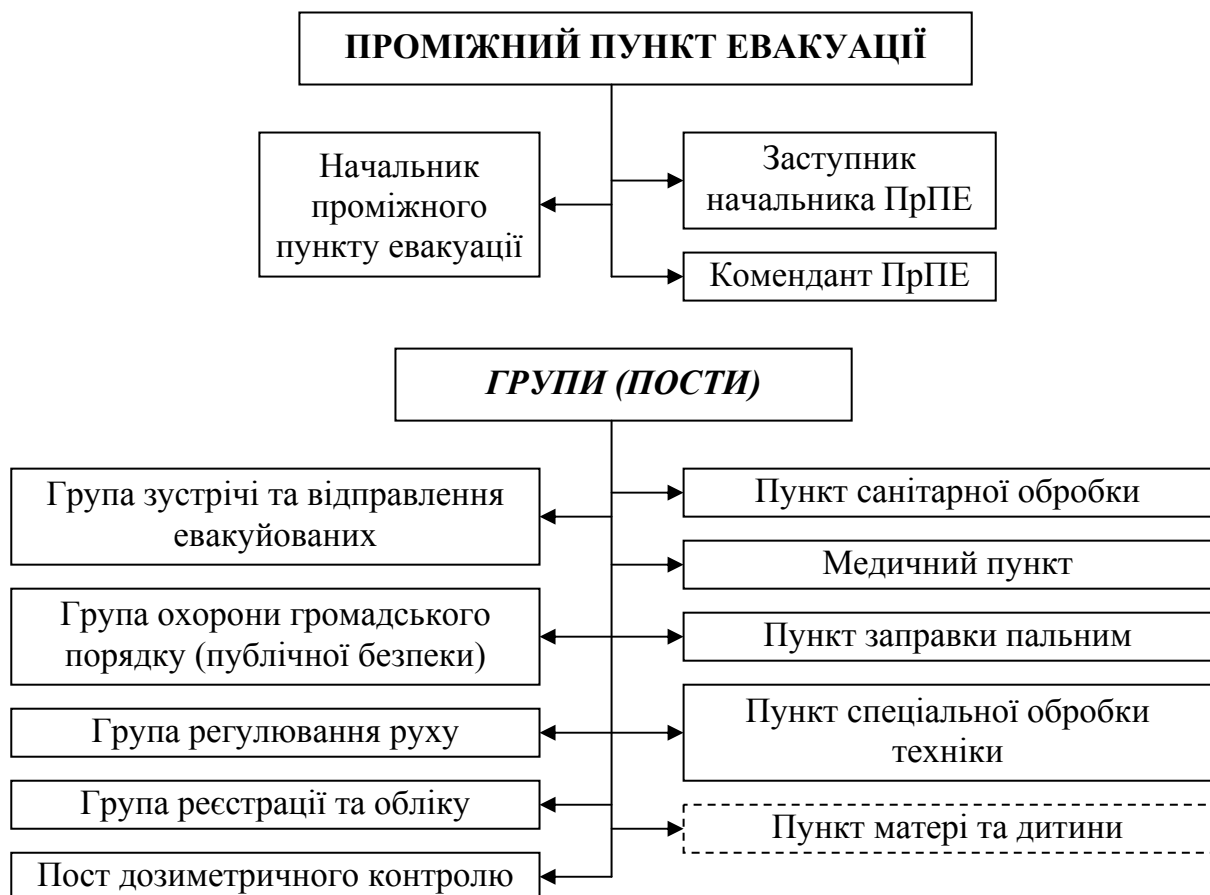 ПРОМІЖНИЙ ПУНКТ ЕВАКУАЦІЇ
Начальник
проміжного
пункту евакуації
Заступник
начальника ПрПЕ
Комендант ПрПЕ
ГРУПИ (ПОСТИ)
Група зустрічі та відправлення
евакуйованих
Група охорони громадського
порядку (публічної безпеки)
Група регулювання руху
Група реєстрації та обліку
Пост дозиметричного контролю
Пункт санітарної обробки
Медичний пункт
Пункт заправки пальним
Пункт спеціальної обробки
техніки
Пункт матері та дитини